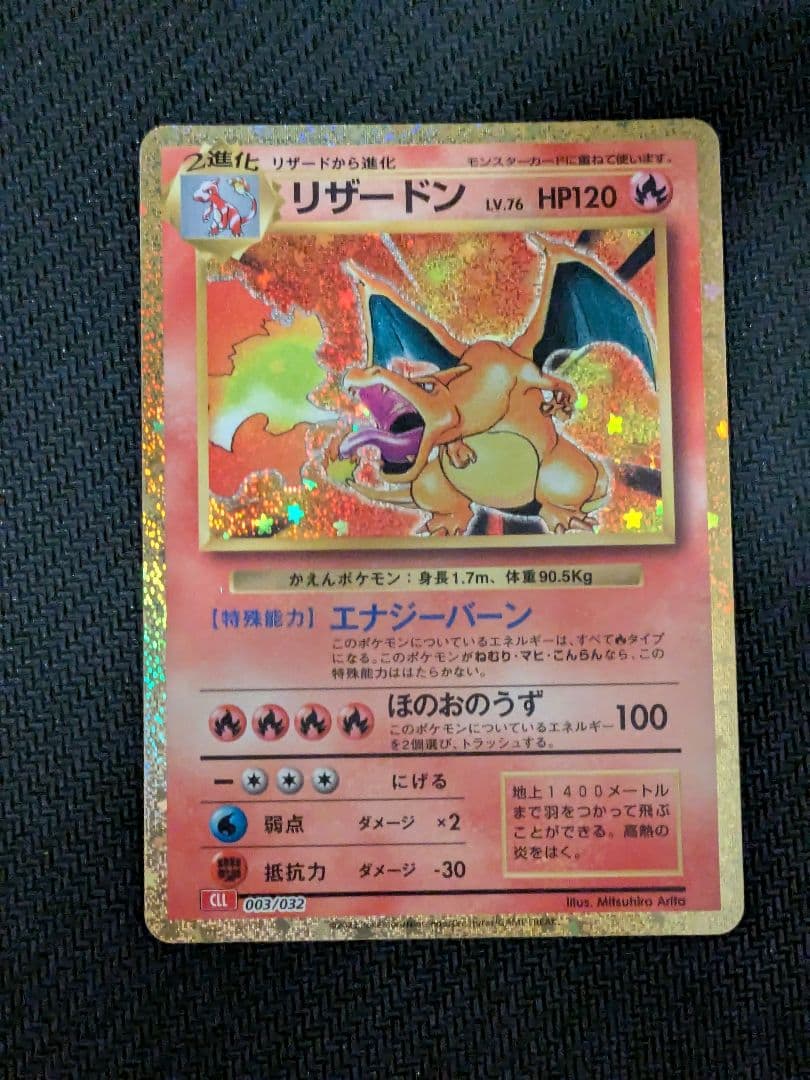 2進化 リザードから進化 モンスターカードに重ねて使います。
リザードン LV.76 HP120
かえんポケモン：身長1.7m、体重90.5Kg
【特殊能力】エナジーバーン
このポケモンについているエネルギーは、すべてタイプ
になる。このポケモンがねむり・マヒ・こんらんなら、この
特殊能力ははたらかない。
ほのおのうず 100
このポケモンについているエネルギー
を2個選び、トラッシュする。
にげる
弱点 ダメージ ×2
抵抗力 ダメージ -30
地上1400メートル
まで羽をつかって飛ぶ
ことができる。高熱の
炎をはく。
CLL 003/032
Illus. Mitsuhiro Arita